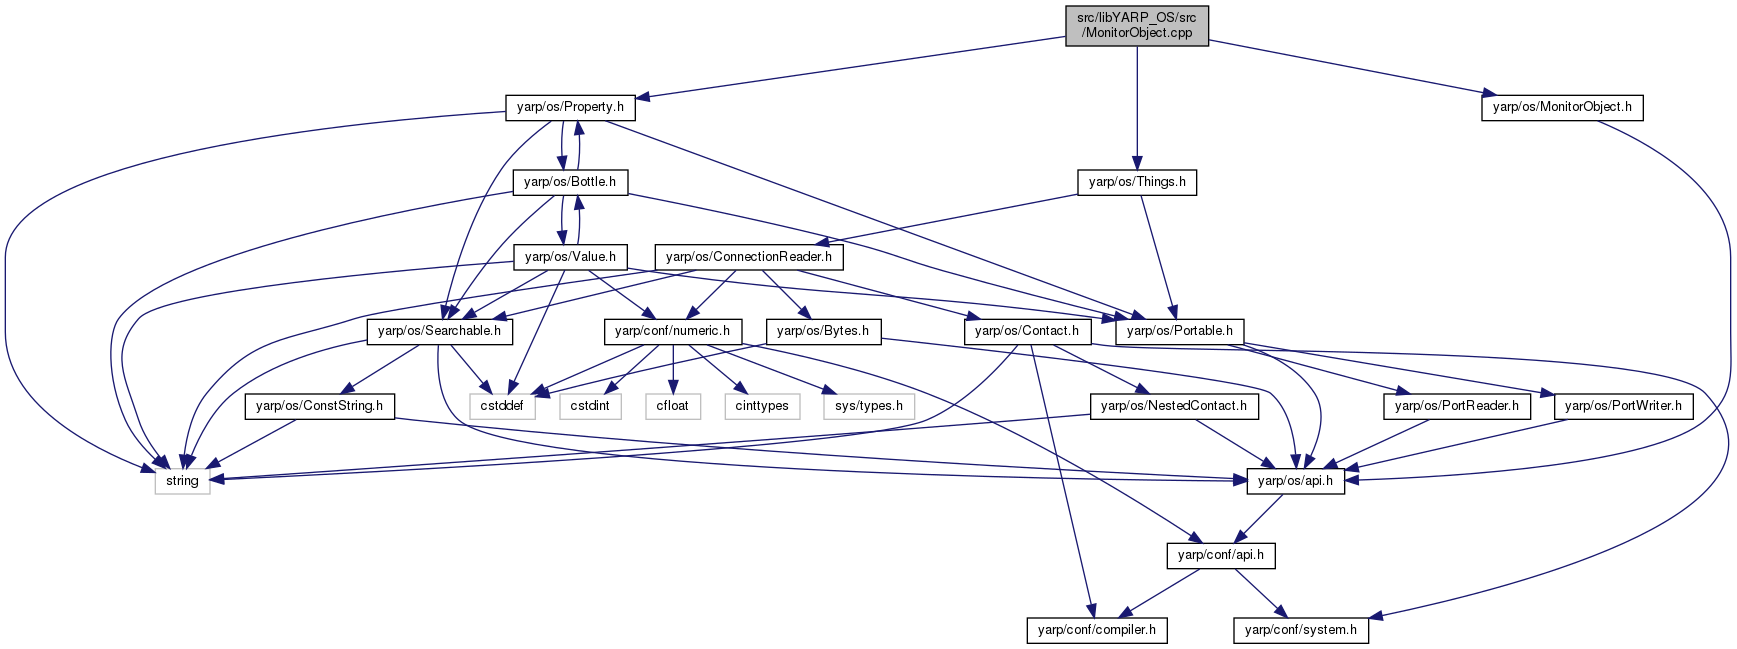 src/libYARP_OS/src
/MonitorObject.cpp
yarp/os/Property.h
yarp/os/MonitorObject.h
yarp/os/Bottle.h
yarp/os/Things.h
yarp/os/Value.h
yarp/os/ConnectionReader.h
yarp/os/Searchable.h
yarp/conf/numeric.h
yarp/os/Bytes.h
yarp/os/Contact.h
yarp/os/Portable.h
yarp/os/ConstString.h
cstddef
cstdint
cfloat
cinttypes
sys/types.h
yarp/os/NestedContact.h
yarp/os/PortReader.h
yarp/os/PortWriter.h
string
yarp/os/api.h
yarp/conf/api.h
yarp/conf/compiler.h
yarp/conf/system.h